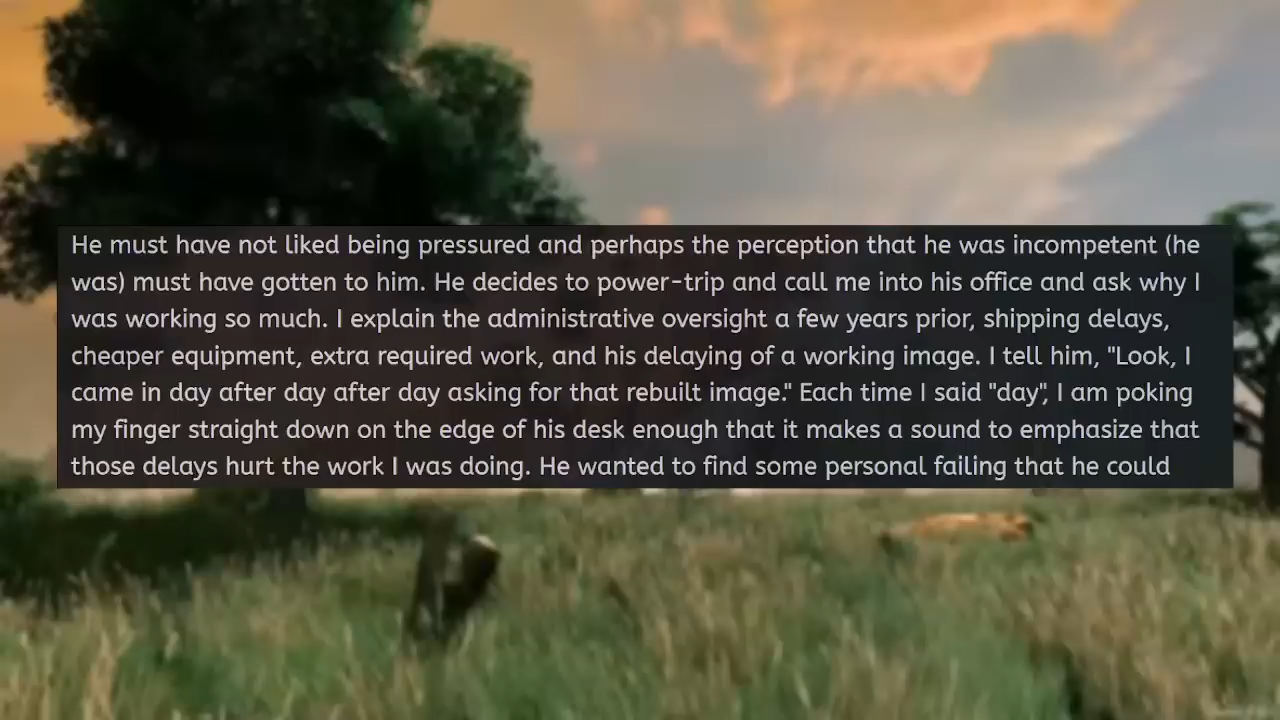 He must have not liked being pressured and perhaps the perception that he was incompetent (he
was) must have gotten to him. He decides to power-trip and call me into his office and ask why I
was working so much. I explain the administrative oversight a few years prior, shipping delays,
cheaper equipment, extra required work, and his delaying of a working image. I tell him, "Look, I
came in day after day after day asking for that rebuilt image." Each time I said "day", I am poking
my finger straight down on the edge of his desk enough that it makes a sound to emphasize that
those delays hurt the work I was doing. He wanted to find some personal failing that he could